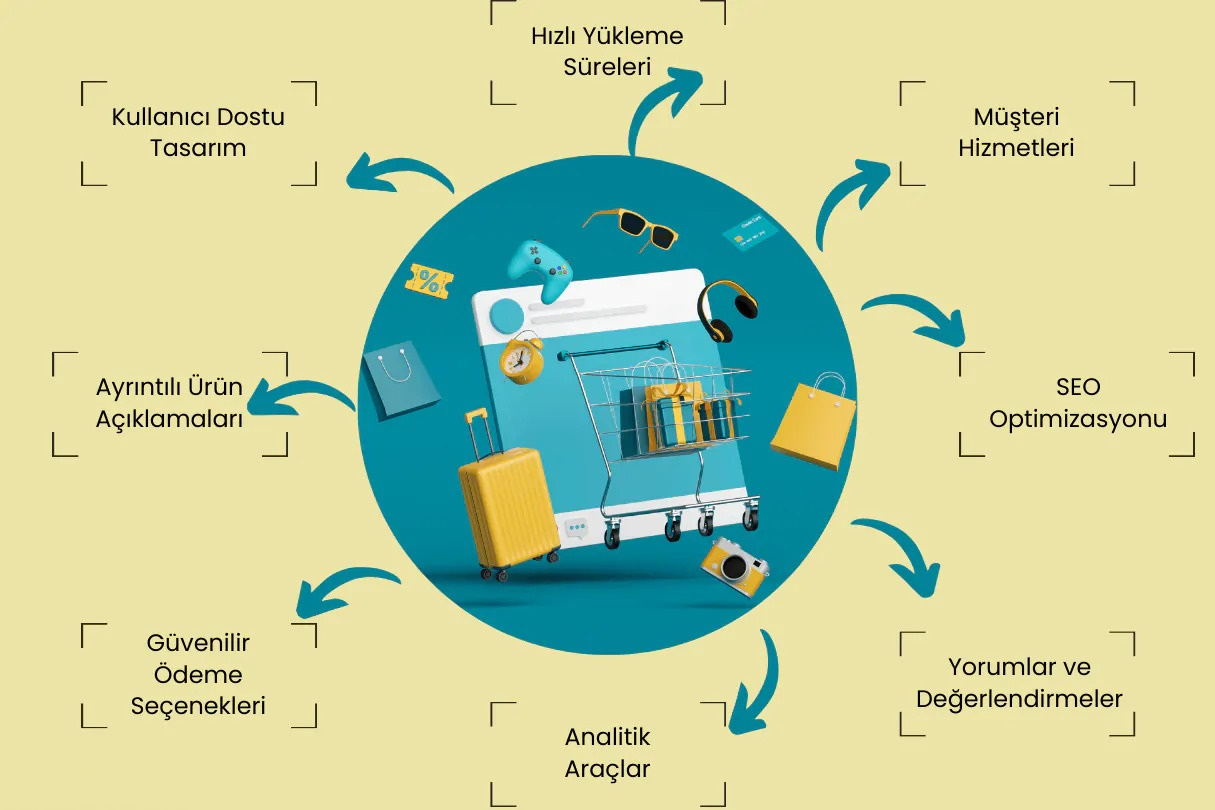 Hızlı Yükleme
Süreleri
Kullanıcı Dostu
Tasarım
Müşteri
Hizmetleri
%
Ayrıntılı Ürün
Açıklamaları
SEO
Optimizasyonu
Güvenilir
Ödeme
Seçenekleri
Yorumlar ve
Değerlendirmeler
Analitik
Araçlar